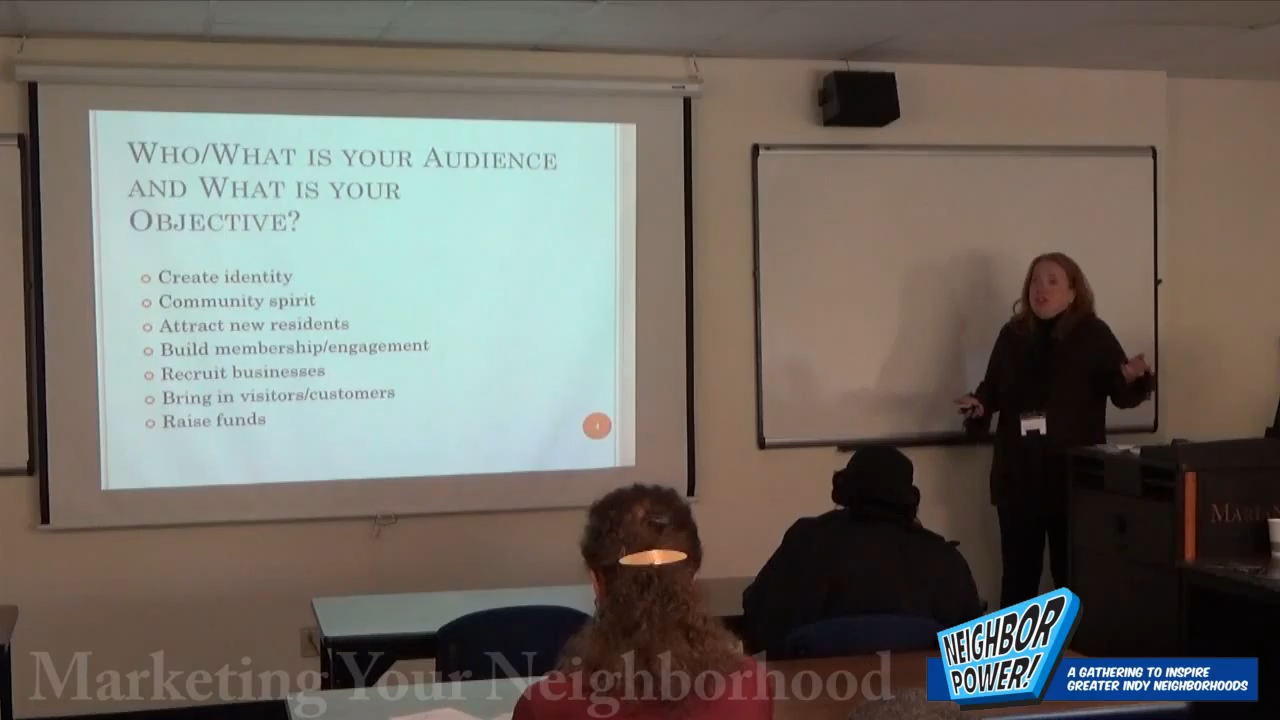 Who/What is your Audience
and What is your
Objective?
Create identity
Community spirit
Attract new residents
Build membership/engagement
Recruit businesses
Bring in visitors/customers
Raise funds
4
Marketing Your Neighborhood
NEIGHBOR
POWER!
A GATHERING TO INSPIRE
GREATER INDY NEIGHBORHOODS